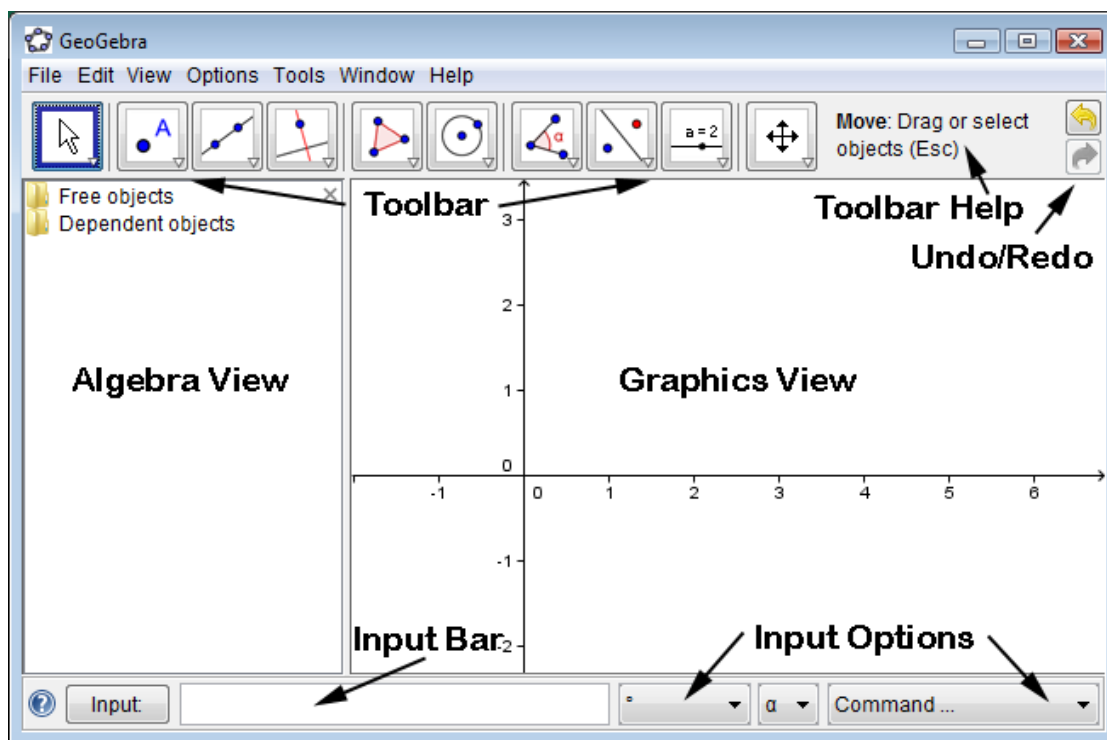 GeoGebra
File Edit View Options Tools Window Help
A
α
a = 2
Move: Drag or select
objects (Esc)
Free objects
Dependent objects
Toolbar
Toolbar Help
Undo/Redo
Algebra View
Graphics View
3
2
1
0
-1
0
1
2
3
4
5
6
-1
-2
Input Bar
Input Options
? Input: ° α Command ...